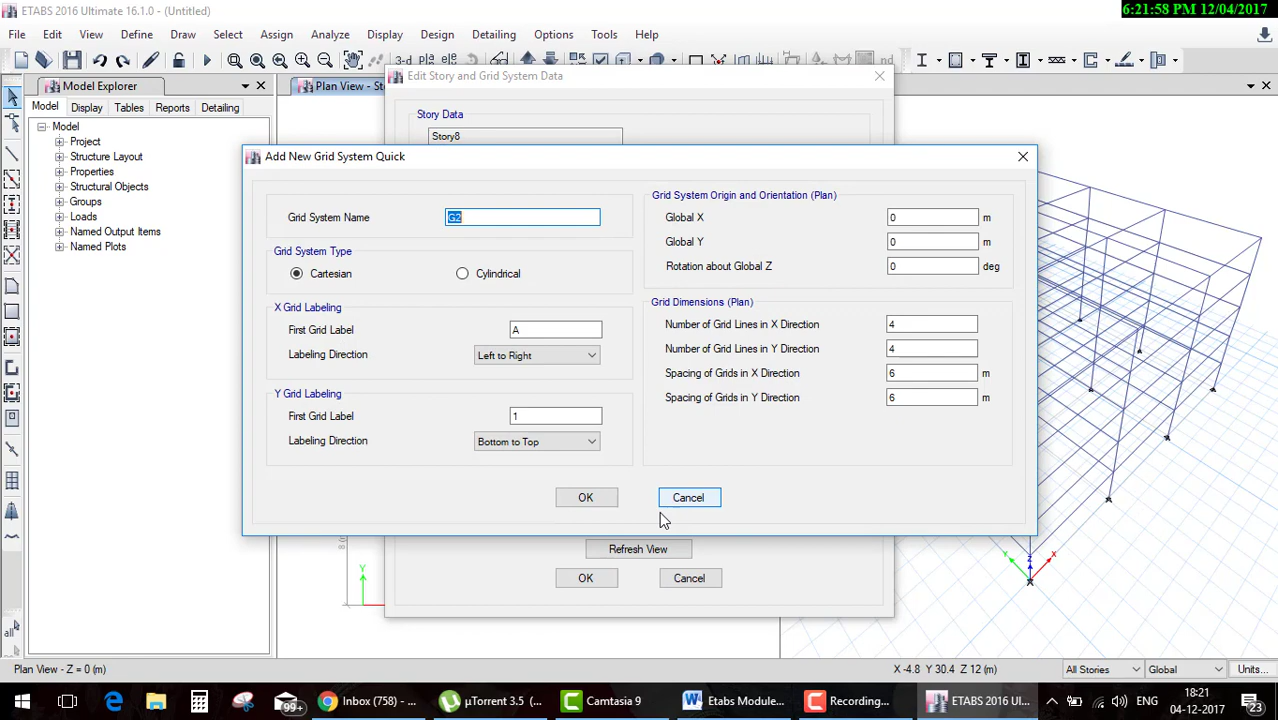 ETABS 2016 Ultimate 16.1.0 - (Untitled)
6:21:58 PM 12/04/2017
File Edit View Define Draw Select Assign Analyze Display Design Detailing Options Tools Help
3-d
nd
Model Explorer
Plan View - Sto
Edit Story and Grid System Data
Model Display Tables Reports Detailing
Model
Project
Structure Layout
Properties
Structural Objects
Groups
Loads
Named Output Items
Named Plots
Story Data
Story8
Add New Grid System Quick
Grid System Name G2
Grid System Type
Cartesian Cylindrical
X Grid Labeling
First Grid Label A
Labeling Direction Left to Right
Y Grid Labeling
First Grid Label 1
Labeling Direction Bottom to Top
Grid System Origin and Orientation (Plan)
Global X 0 m
Global Y 0 m
Rotation about Global Z 0 deg
Grid Dimensions (Plan)
Number of Grid Lines in X Direction 4
Number of Grid Lines in Y Direction 4
Spacing of Grids in X Direction 6 m
Spacing of Grids in Y Direction 6 m
OK Cancel
Refresh View
OK Cancel
Y
Y Z X
all
Plan View - Z = 0 (m)
X -4.8 Y 30.4 Z 12 (m)
All Stories Global Units...
99+
Inbox (758) - ...
µTorrent 3.5 (...
Camtasia 9
Etabs Module...
Recording...
ETABS 2016 Ul...
ENG
18:21
04-12-2017
23